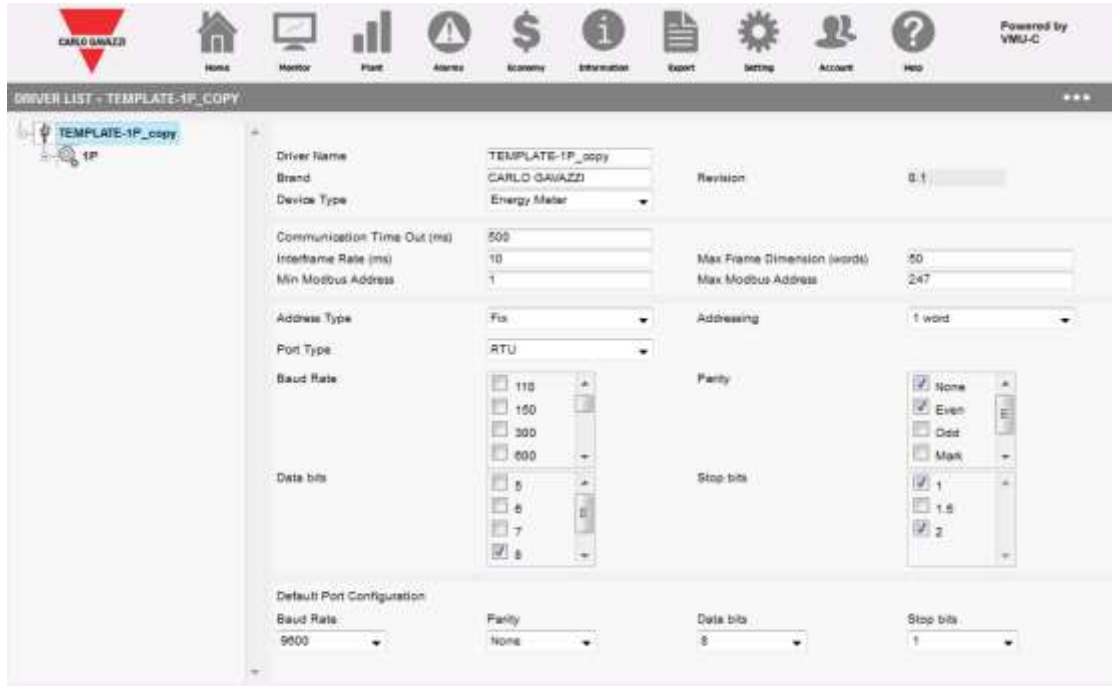 CARLO GAVAZZI
Home
Monitor
Plant
Alarms
Economy
Information
Export
Setting
Account
Help
Powered by
VMU-C
DRIVER LIST - TEMPLATE-1P_COPY
TEMPLATE-1P_copy
1P
Driver Name TEMPLATE-1P_copy
Brand CARLO GAVAZZI Revision 0.1
Device Type Energy Meter
Communication Time Out (ms) 500
Interframe Rate (ms) 10 Max Frame Dimension (words) 50
Min Modbus Address 1 Max Modbus Address 247
Address Type Fix Addressing 1 word
Port Type RTU
Baud Rate 110 Parity None
150 Even
300 Odd
600 Mark
Data bits 5 Stop bits 1
6 1.5
7 2
8
Default Port Configuration
Baud Rate Parity Data bits Stop bits
9600 None 8 1